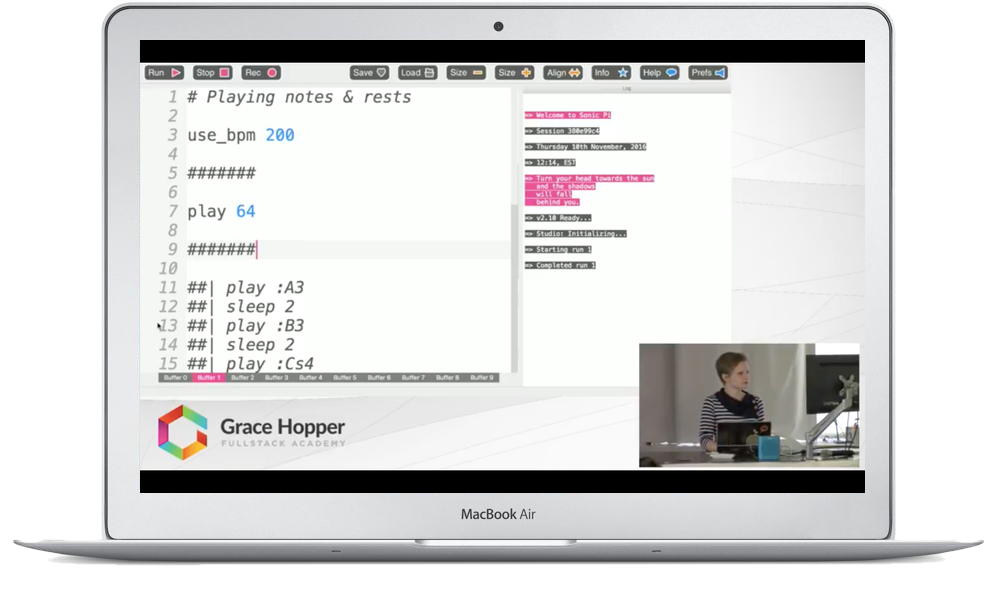 Run Stop Rec Save Load Size Size Align Info Help Prefs
Log
1 # Playing notes & rests
2
3 use_bpm 200
4
5 #######
6
7 play 64
8
9 #######
10
11 ##| play :A3
12 ##| sleep 2
13 ##| play :B3
14 ##| sleep 2
15 ##| play :Cs4
Buffer 0 Buffer 1 Buffer 2 Buffer 3 Buffer 4 Buffer 5 Buffer 6 Buffer 7 Buffer 8 Buffer 9
=> Welcome to Sonic Pi
=> Session 380e99c4
=> Thursday 10th November, 2016
=> 12:14, EST
=> Turn your head towards the sun
and the shadows
will fall
behind you.
=> v2.10 Ready...
=> Studio: Initializing...
=> Starting run 1
=> Completed run 1
Grace Hopper
FULLSTACK ACADEMY
MacBook Air